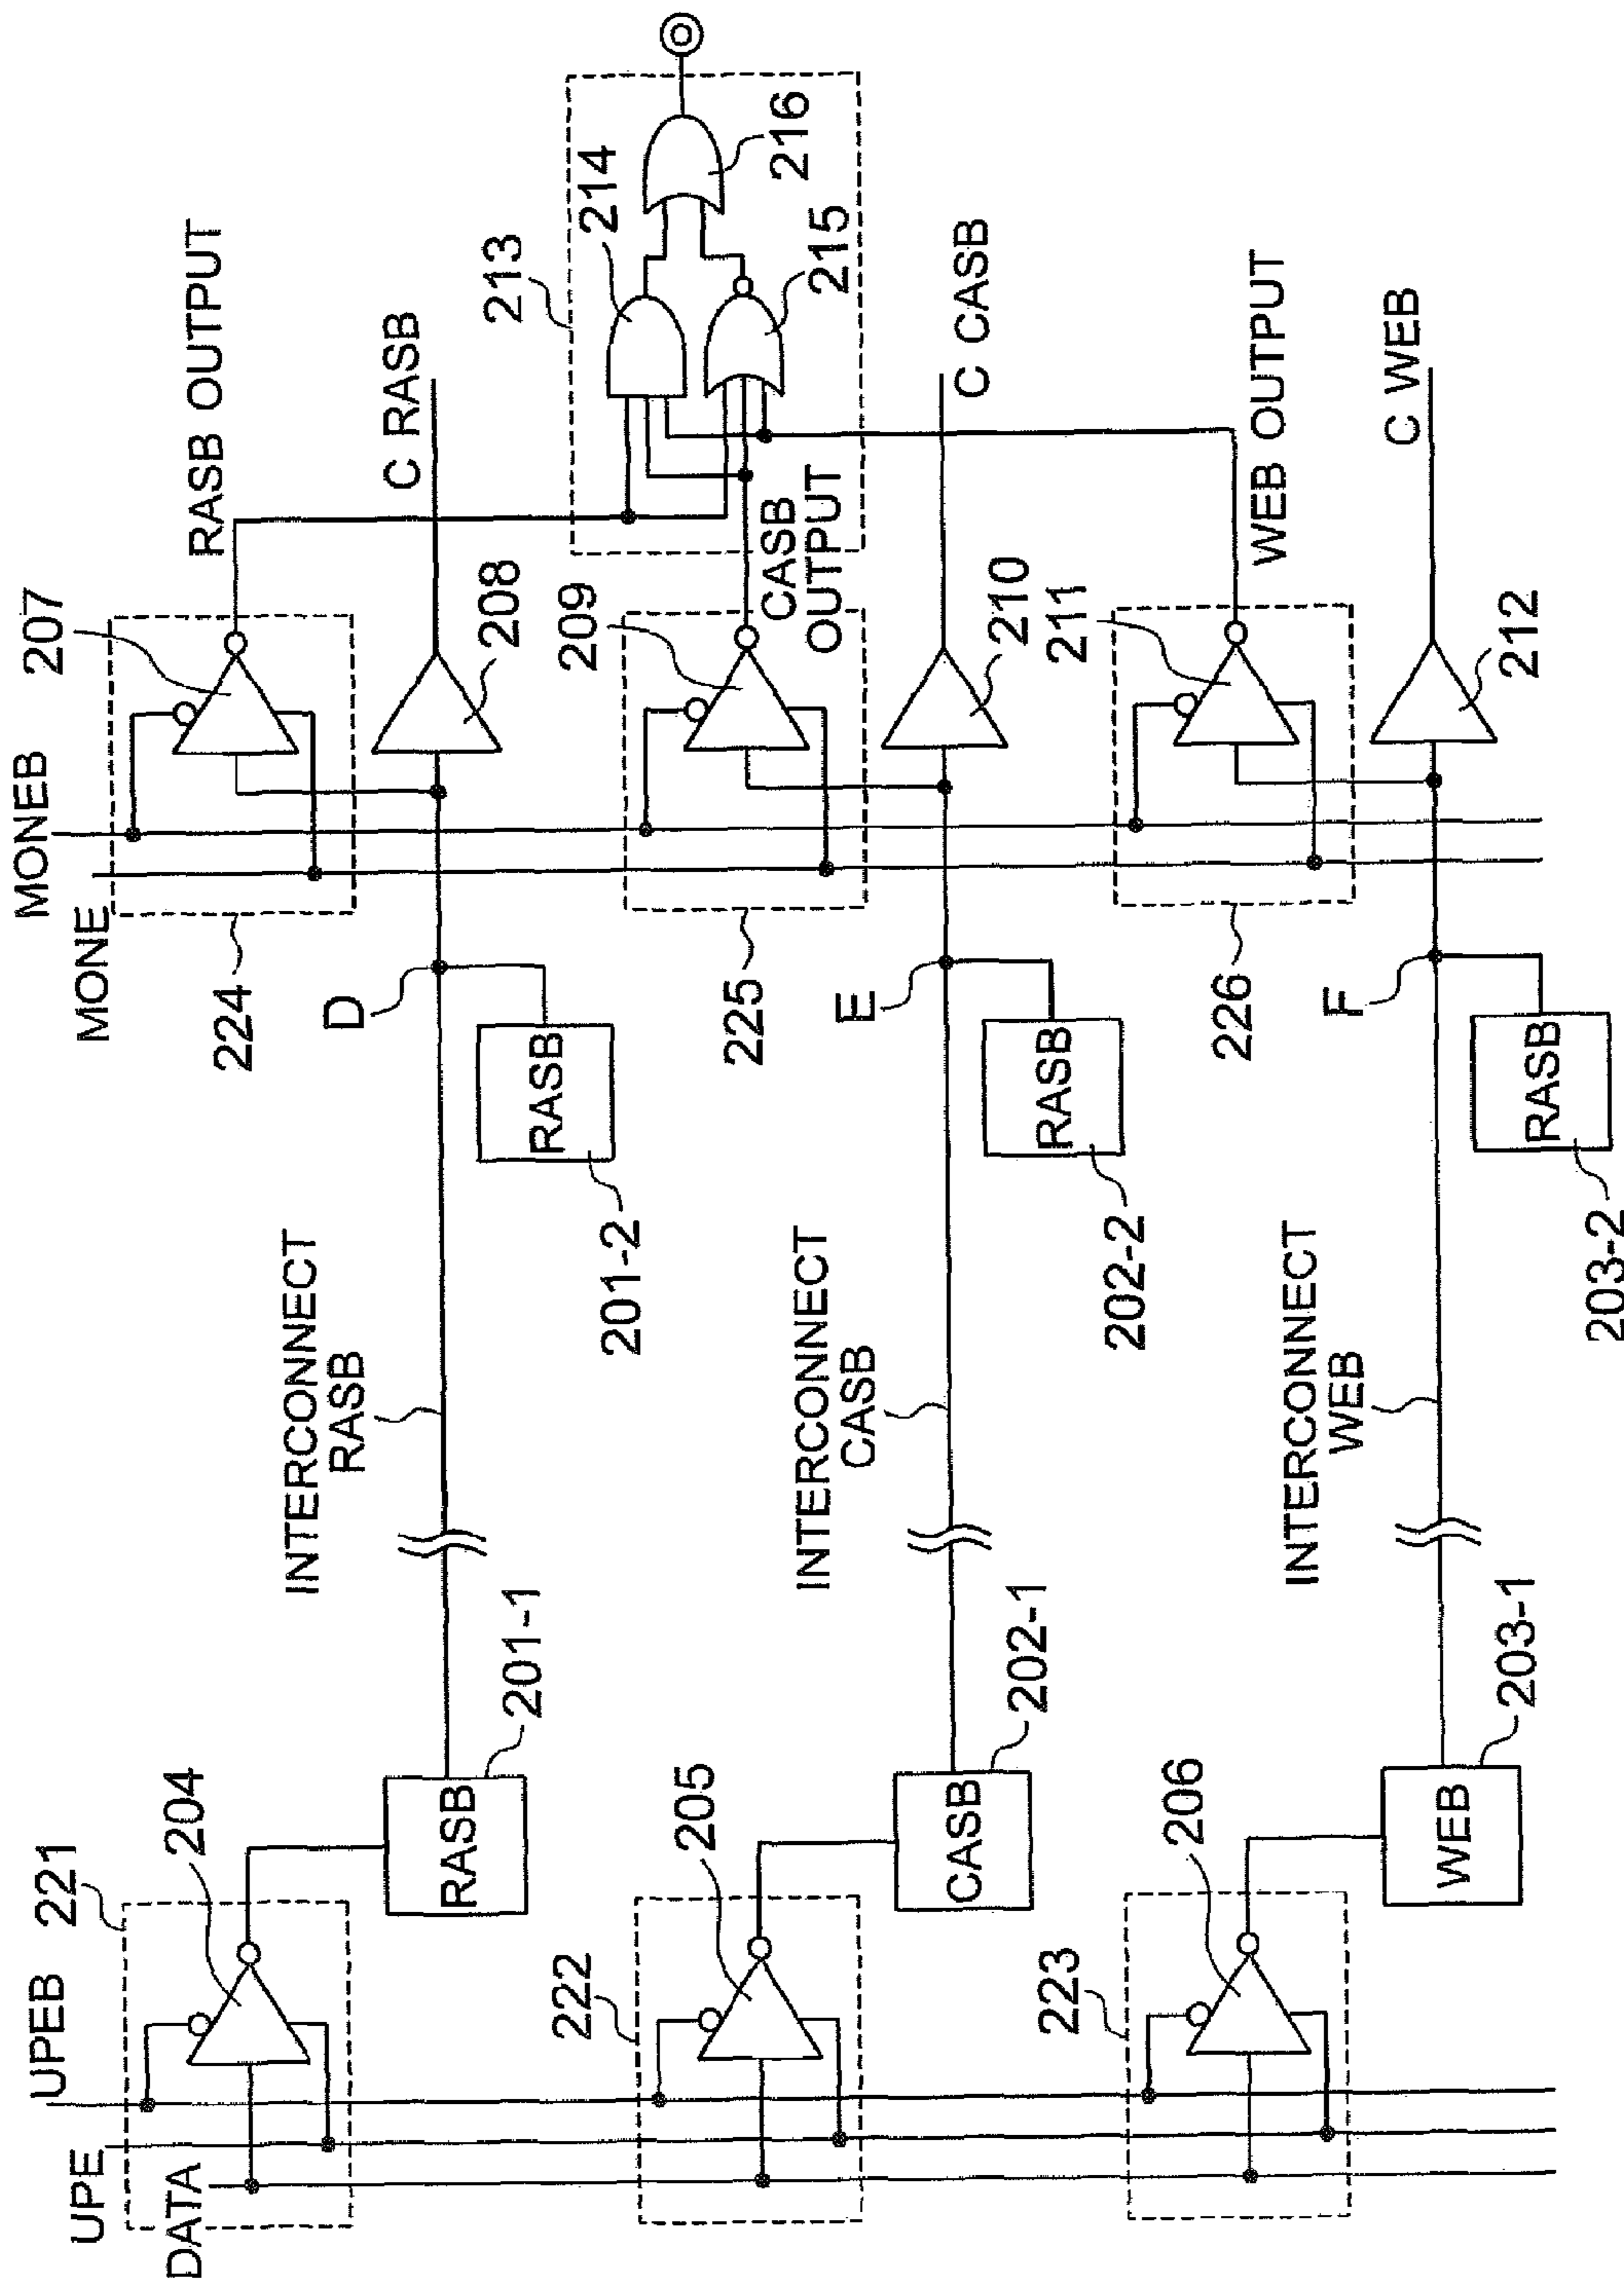 UPEB
UPE
DATA
221
204
222
205
223
206
RASB
201-1
CASB
202-1
WEB
203-1
INTERCONNECT
RASB
INTERCONNECT
CASB
INTERCONNECT
WEB
MONEB
MONE
224
D
RASB
201-2
225
E
RASB
202-2
226
F
RASB
203-2
207
208
209
210
211
212
RASB OUTPUT
C RASB
CASB
OUTPUT
C CASB
WEB OUTPUT
C WEB
213
214
215
216